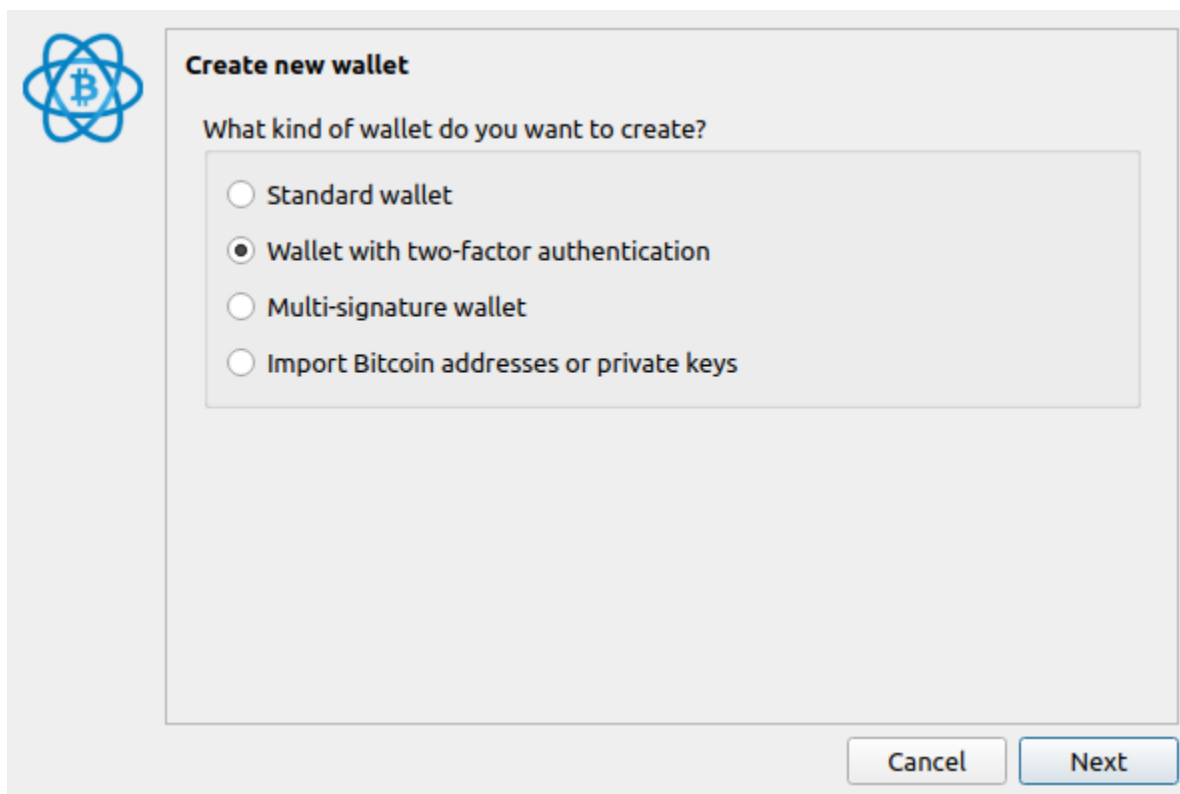 Create new wallet
What kind of wallet do you want to create?
Standard wallet
Wallet with two-factor authentication
Multi-signature wallet
Import Bitcoin addresses or private keys
Cancel
Next